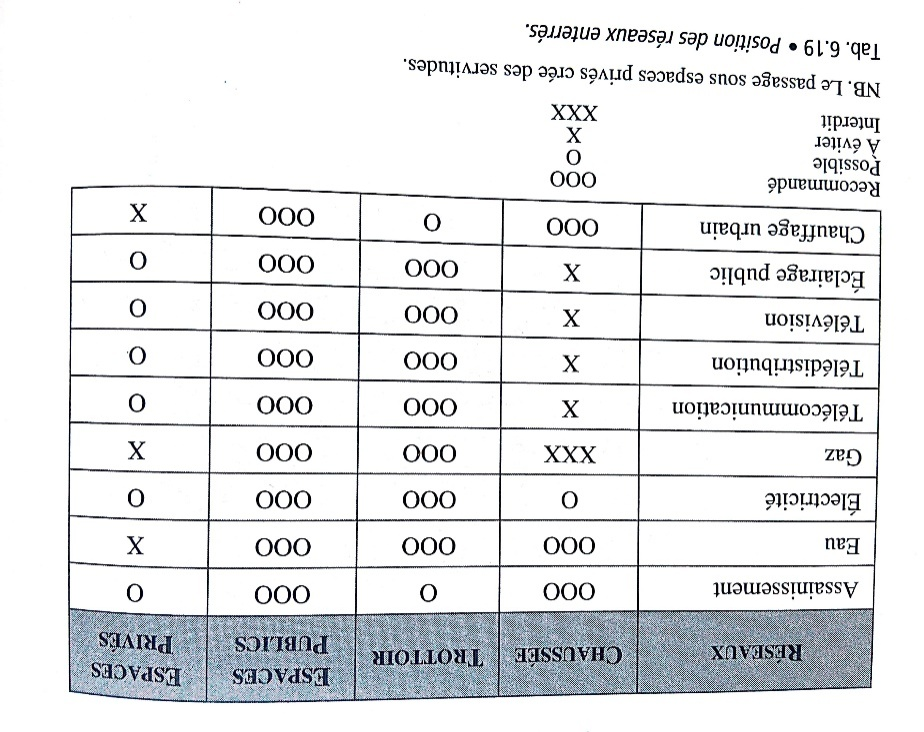 RÉSEAUX CHAUSSÉE TROTTOIR ESPACES PUBLICS ESPACES PRIVÉS
Assainissement OOO O OOO O
Eau OOO OOO OOO X
Électricité O OOO OOO O
Gaz XXX OOO OOO X
Télécommunication X OOO OOO O
Télédistribution X OOO OOO O
Télévision X OOO OOO O
Éclairage public X OOO OOO O
Chauffage urbain OOO O OOO X
Recommandé OOO
Possible O
À éviter X
Interdit XXX
NB. Le passage sous espaces privés crée des servitudes.
Tab. 6.19 • Position des réseaux enterrés.